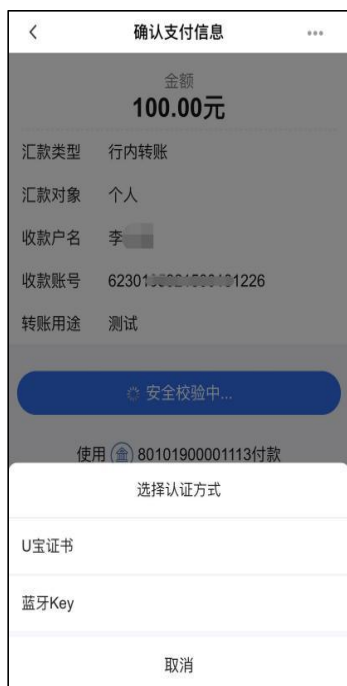 确认支付信息
金额
100.00元
汇款类型 行内转账
汇款对象 个人
收款户名 李
收款账号 6230 1226
转账用途 测试
安全校验中...
使用 金 80101900001113付款
选择认证方式
U宝证书
蓝牙Key
取消